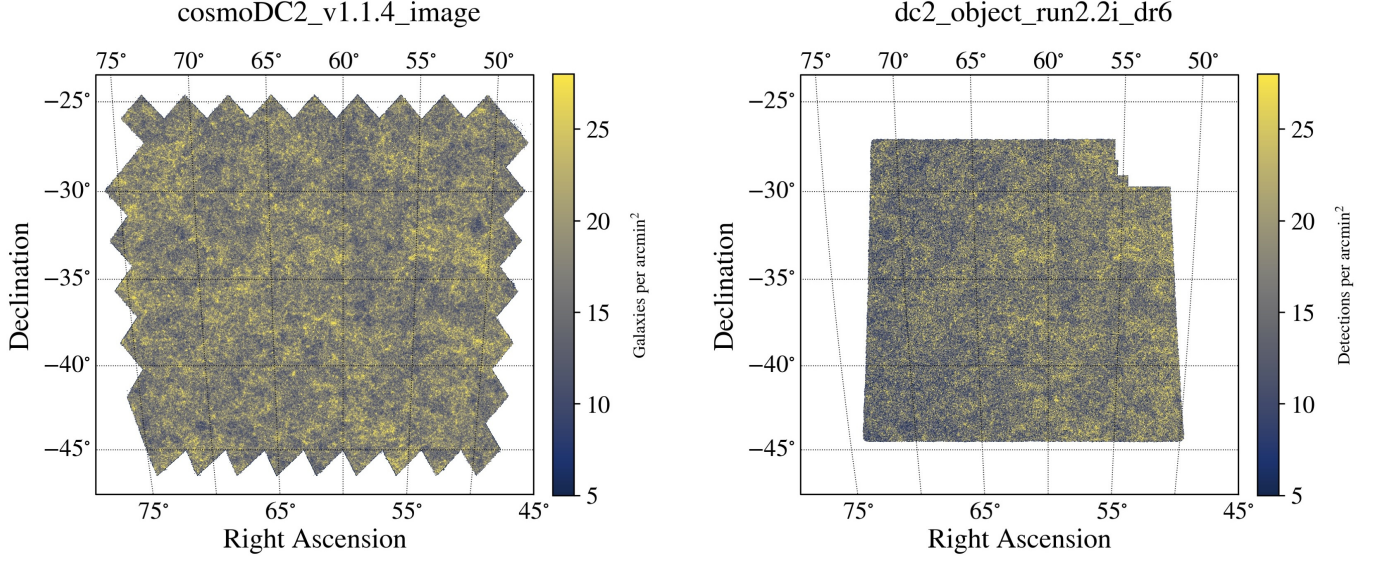 cosmoDC2_v1.1.4_image
75° 70° 65° 60° 55° 50°
−25°
−30°
−35°
−40°
−45°
Declination
75° 65° 55° 45°
Right Ascension
25
20
15
10
5
Galaxies per arcmin²
dc2_object_run2.2i_dr6
75° 70° 65° 60° 55° 50°
−25°
−30°
−35°
−40°
−45°
Declination
75° 65° 55° 45°
Right Ascension
25
20
15
10
5
Detections per arcmin²